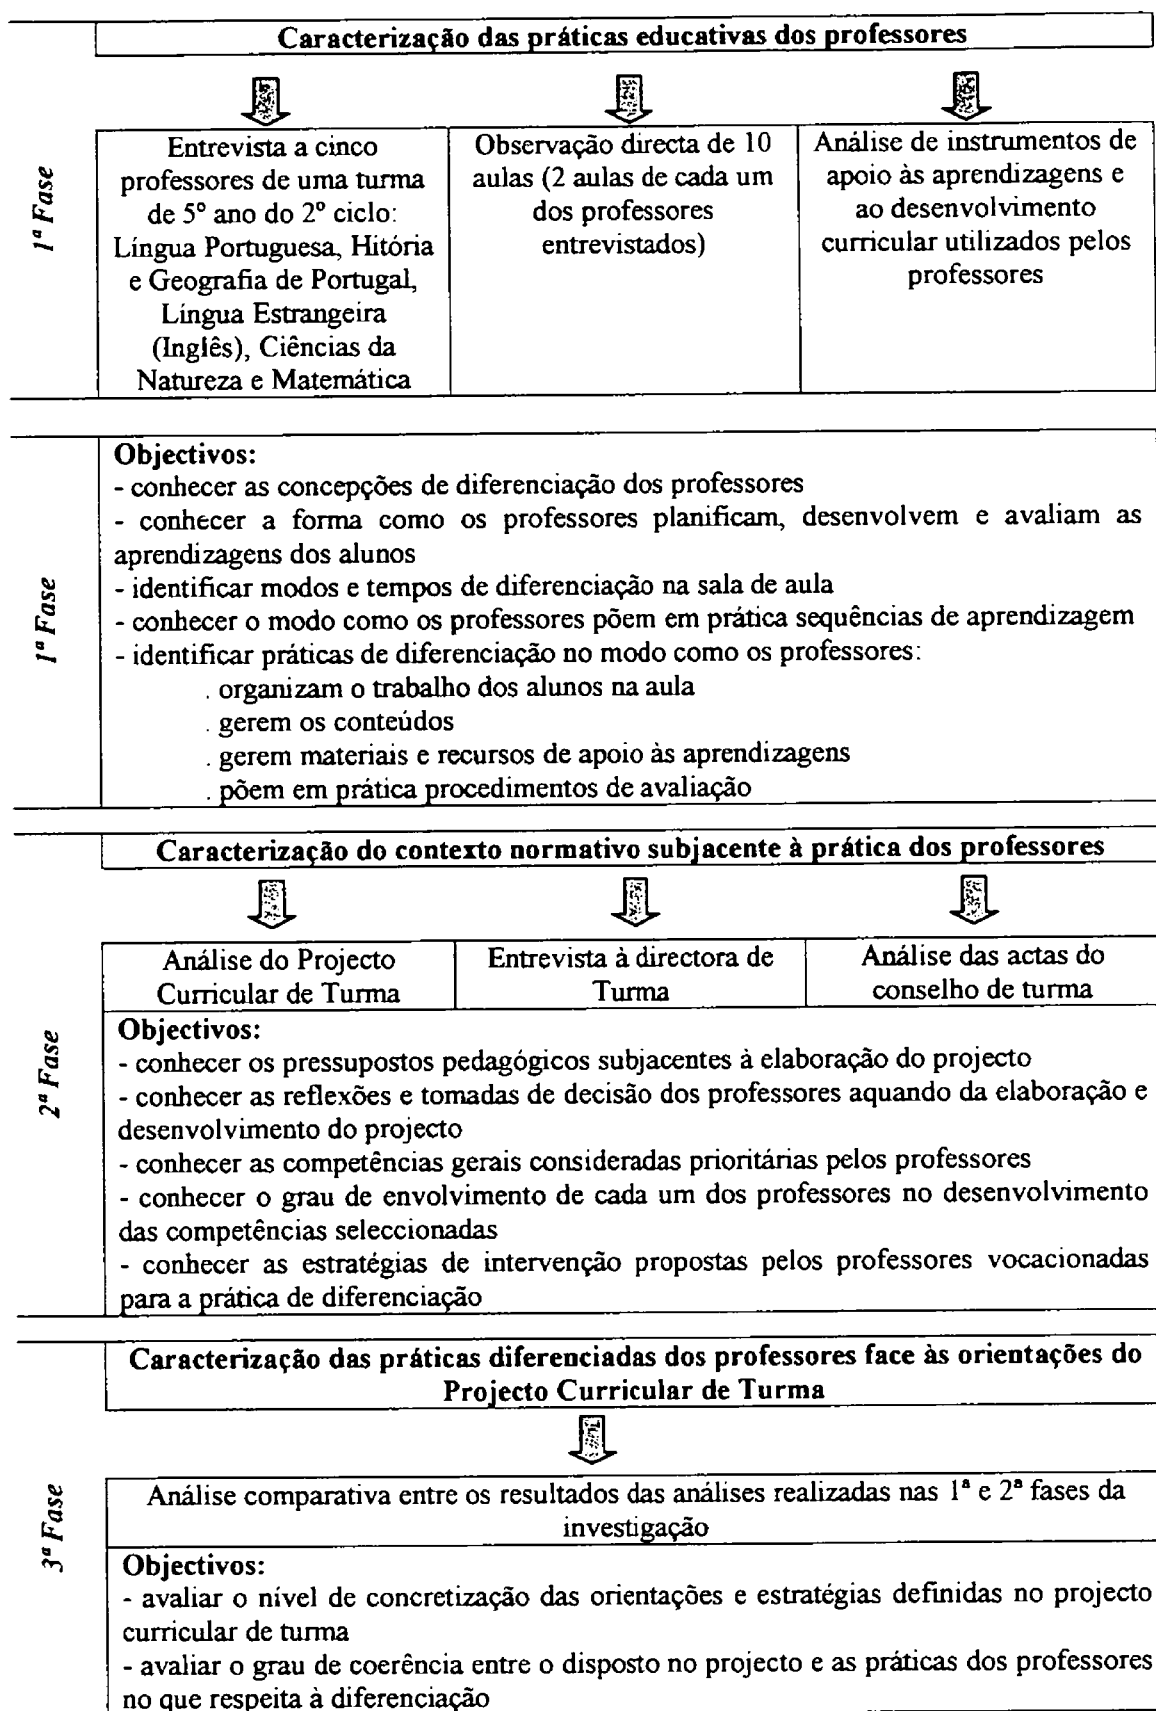 Caracterização das práticas educativas dos professores
1ª Fase
Entrevista a cinco
professores de uma turma
de 5º ano do 2º ciclo:
Língua Portuguesa, Hitória
e Geografia de Portugal,
Língua Estrangeira
(Inglês), Ciências da
Natureza e Matemática
Observação directa de 10
aulas (2 aulas de cada um
dos professores
entrevistados)
Análise de instrumentos de
apoio às aprendizagens e
ao desenvolvimento
curricular utilizados pelos
professores
1ª Fase
Objectivos:
- conhecer as concepções de diferenciação dos professores
- conhecer a forma como os professores planificam, desenvolvem e avaliam as
aprendizagens dos alunos
- identificar modos e tempos de diferenciação na sala de aula
- conhecer o modo como os professores põem em prática sequências de aprendizagem
- identificar práticas de diferenciação no modo como os professores:
. organizam o trabalho dos alunos na aula
. gerem os conteúdos
. gerem materiais e recursos de apoio às aprendizagens
. põem em prática procedimentos de avaliação
Caracterização do contexto normativo subjacente à prática dos professores
2ª Fase
Análise do Projecto
Curricular de Turma
Entrevista à directora de
Turma
Análise das actas do
conselho de turma
Objectivos:
- conhecer os pressupostos pedagógicos subjacentes à elaboração do projecto
- conhecer as reflexões e tomadas de decisão dos professores aquando da elaboração e
desenvolvimento do projecto
- conhecer as competências gerais consideradas prioritárias pelos professores
- conhecer o grau de envolvimento de cada um dos professores no desenvolvimento
das competências seleccionadas
- conhecer as estratégias de intervenção propostas pelos professores vocacionadas
para a prática de diferenciação
Caracterização das práticas diferenciadas dos professores face às orientações do
Projecto Curricular de Turma
3ª Fase
Análise comparativa entre os resultados das análises realizadas nas 1ª e 2ª fases da
investigação
Objectivos:
- avaliar o nível de concretização das orientações e estratégias definidas no projecto
curricular de turma
- avaliar o grau de coerência entre o disposto no projecto e as práticas dos professores
no que respeita à diferenciação